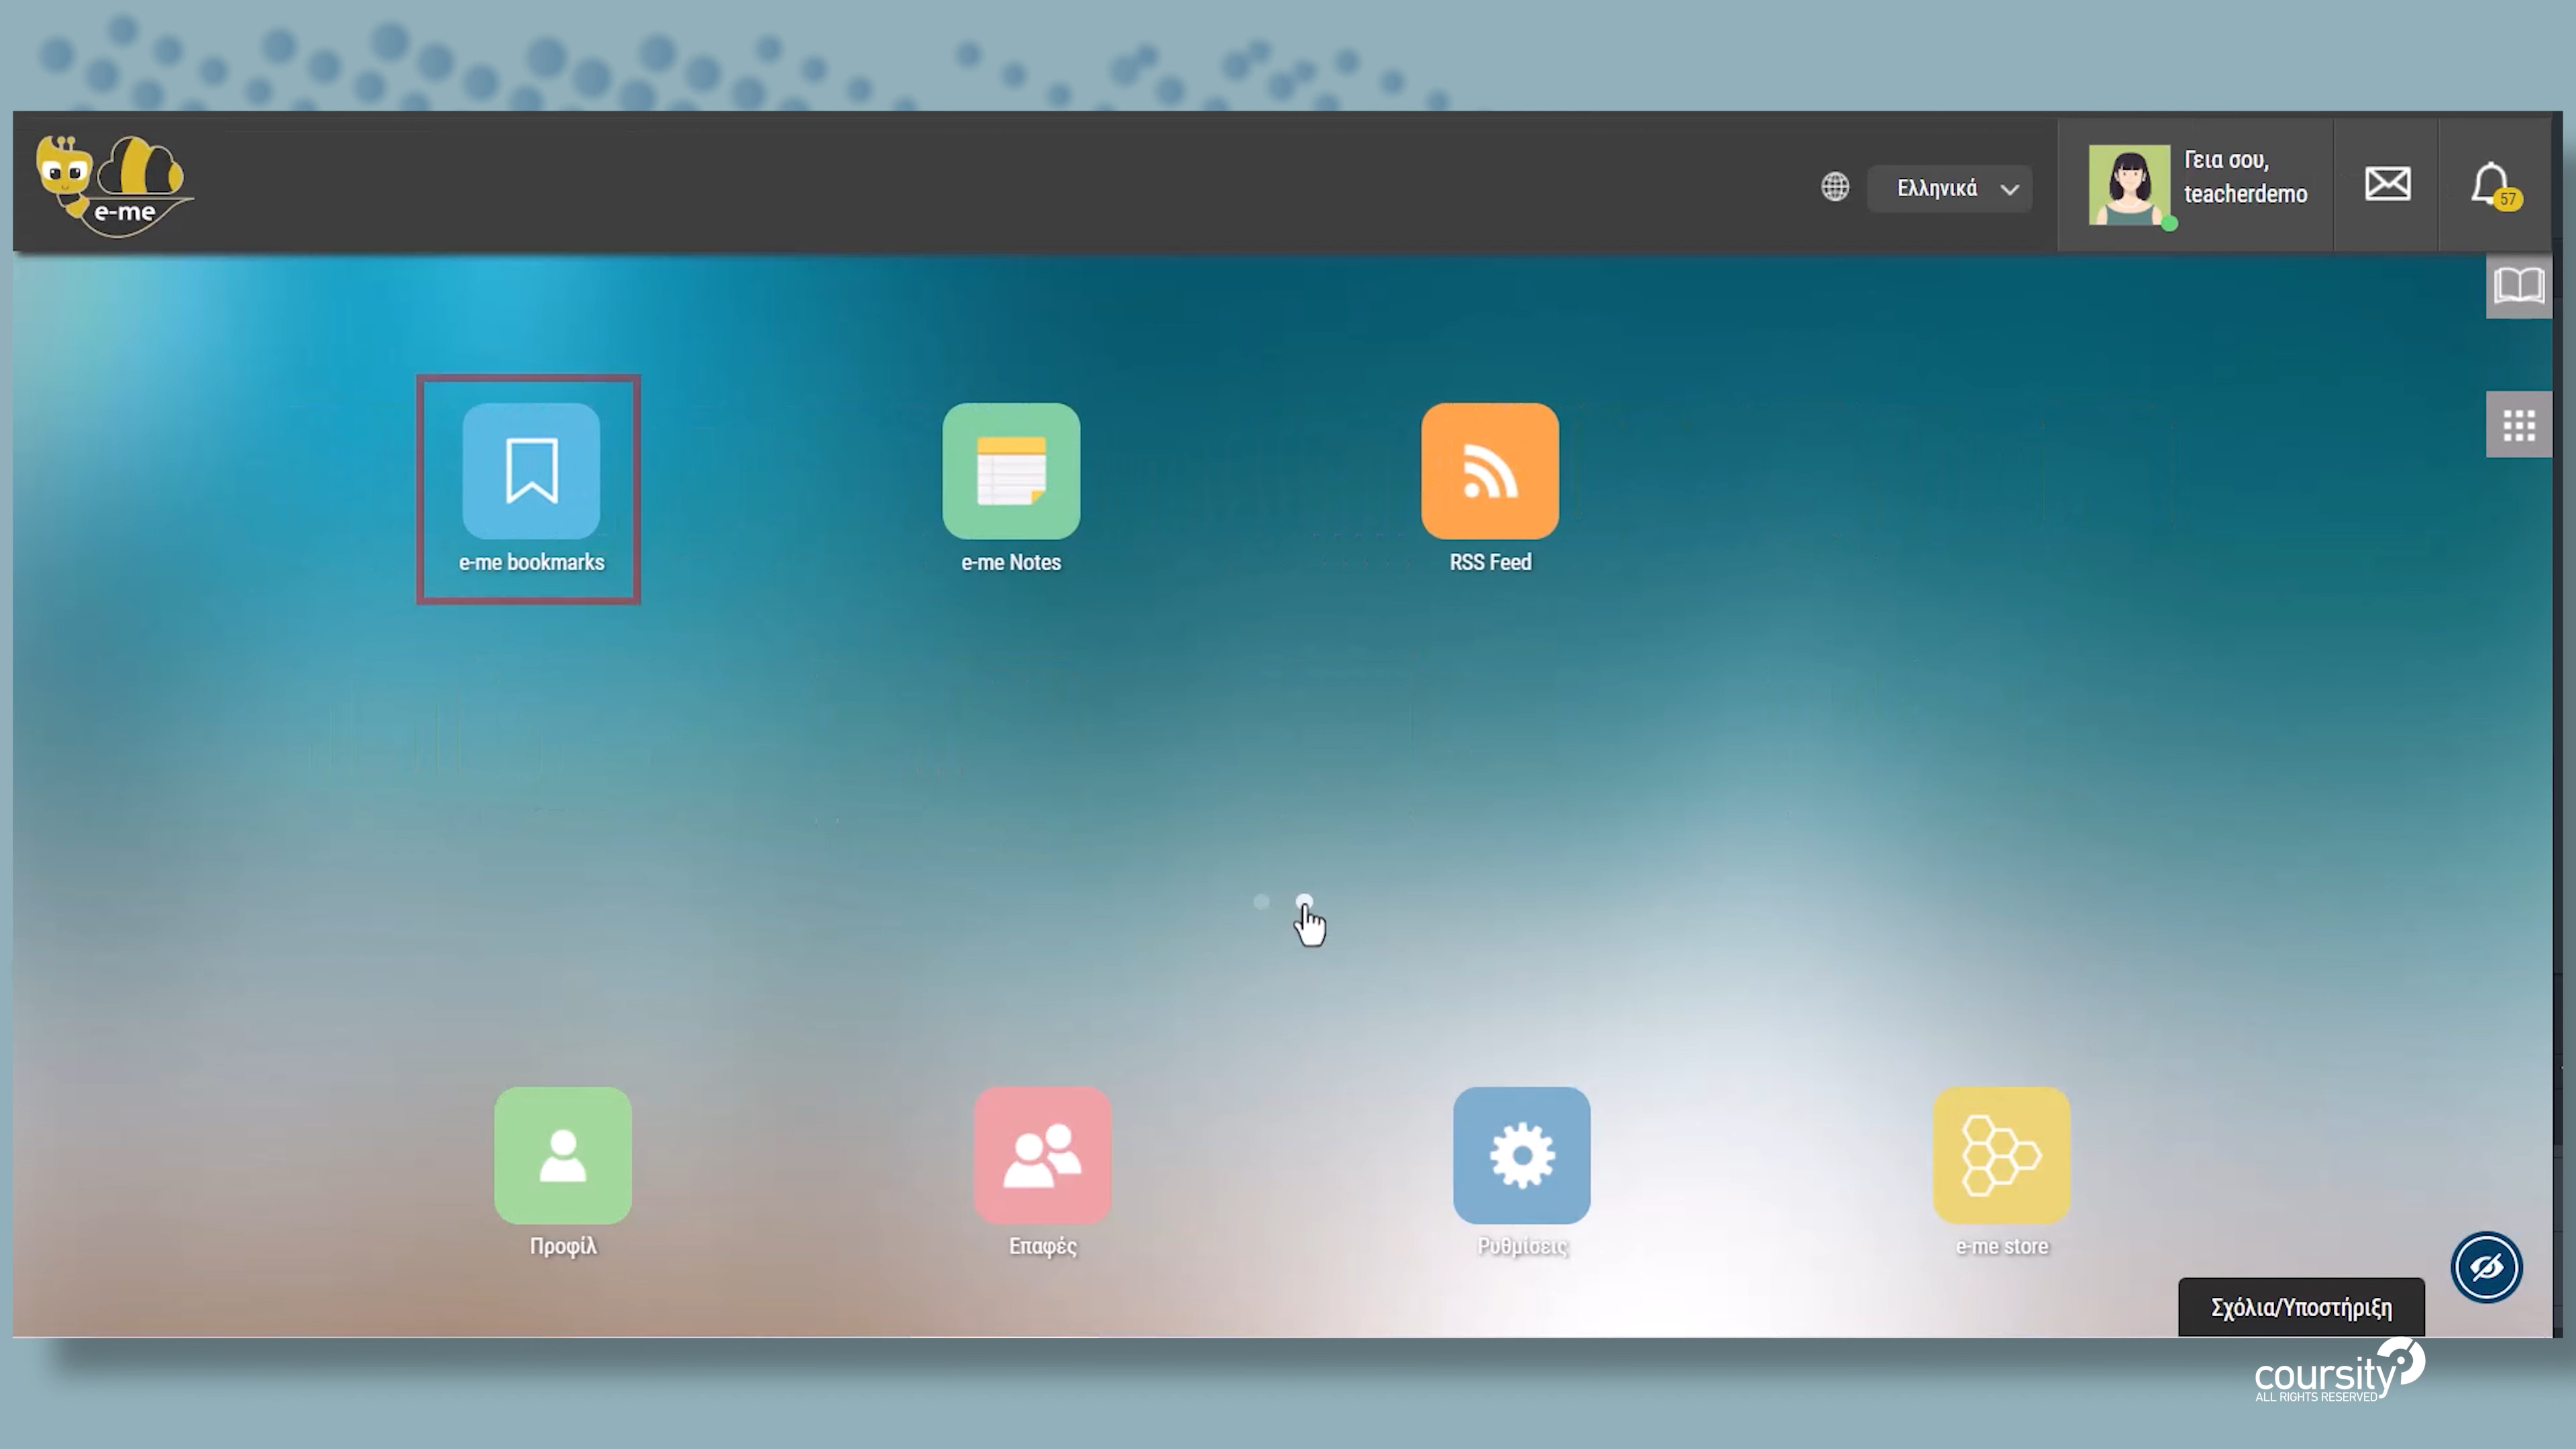 e-me
Ελληνικά
Γεια σου,
teacherdemo
57
e-me bookmarks
e-me Notes
RSS Feed
Προφίλ
Επαφές
Ρυθμίσεις
e-me store
Σχόλια/Υποστήριξη
coursity
ALL RIGHTS RESERVED